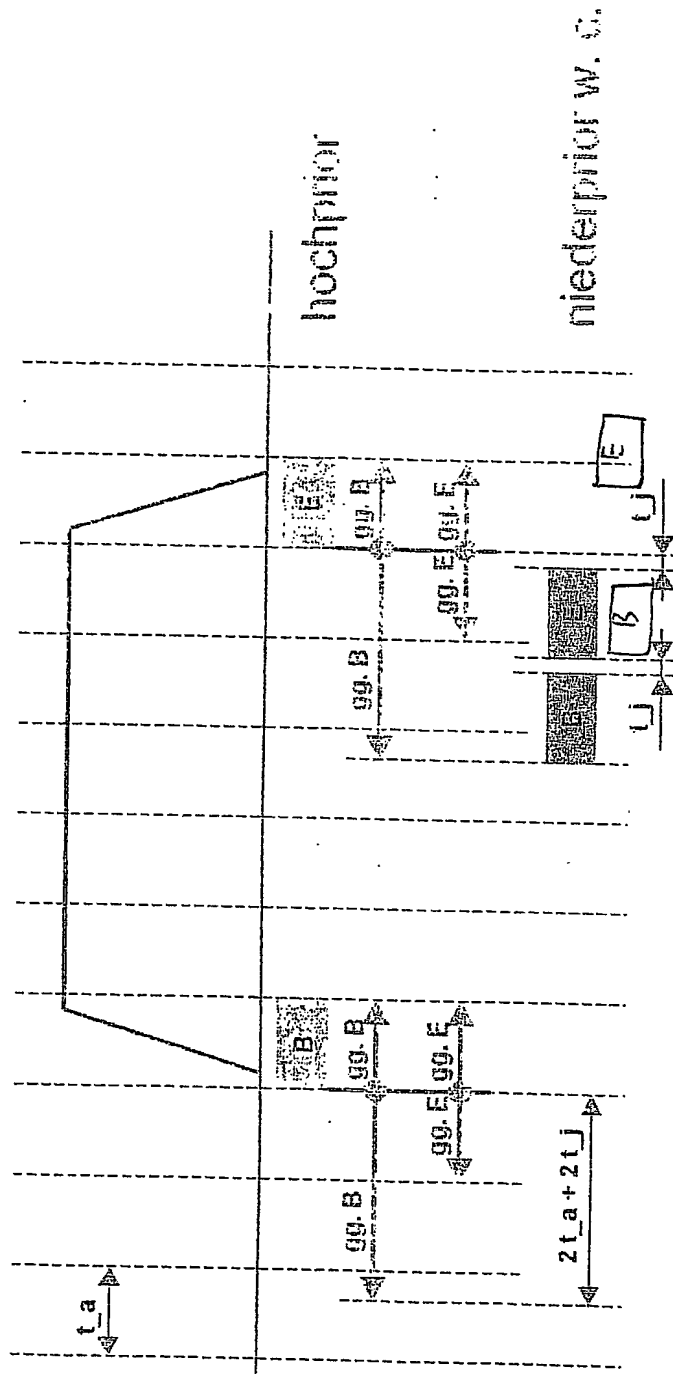 t_a
hochprior
B
E
gg. B
gg. B
gg. B
gg. B
gg. E
gg. E
gg. E
gg. E
niederprior w. c.
2 t_a + 2 t_j
B
E
B
E
t_j
t_j